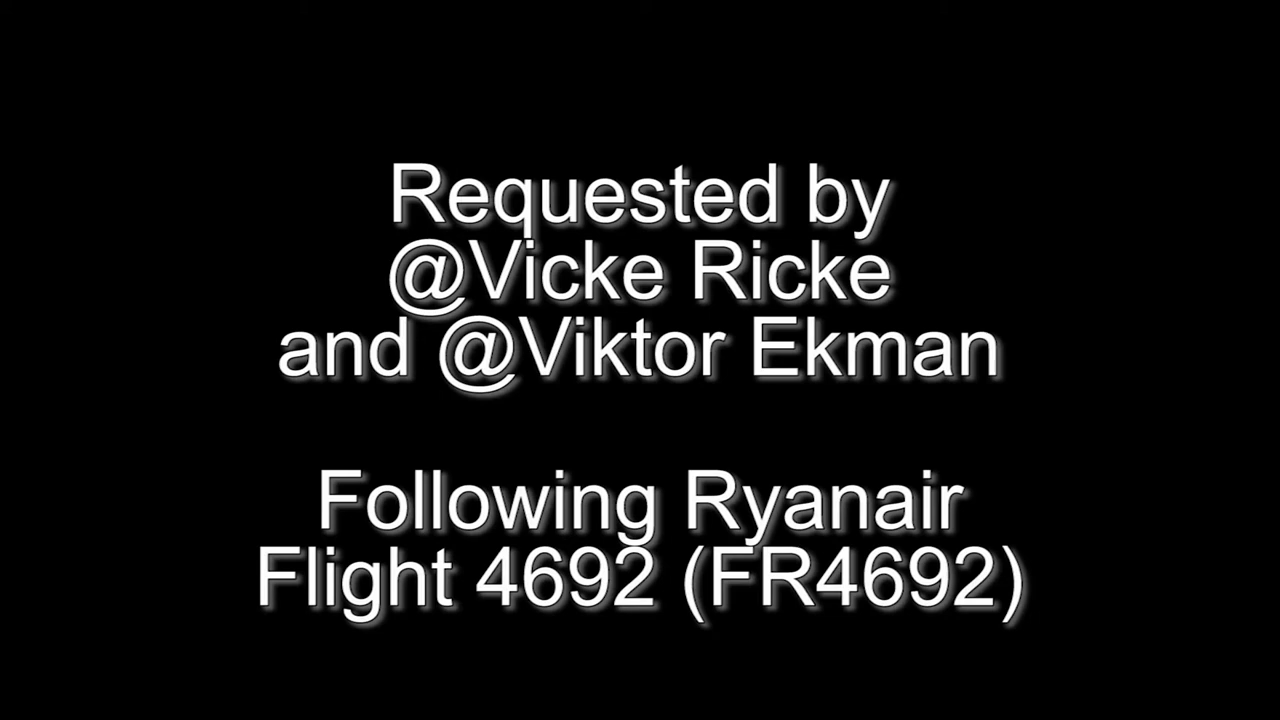 Requested by
@Vicke Ricke
and @Viktor Ekman
Following Ryanair
Flight 4692 (FR4692)